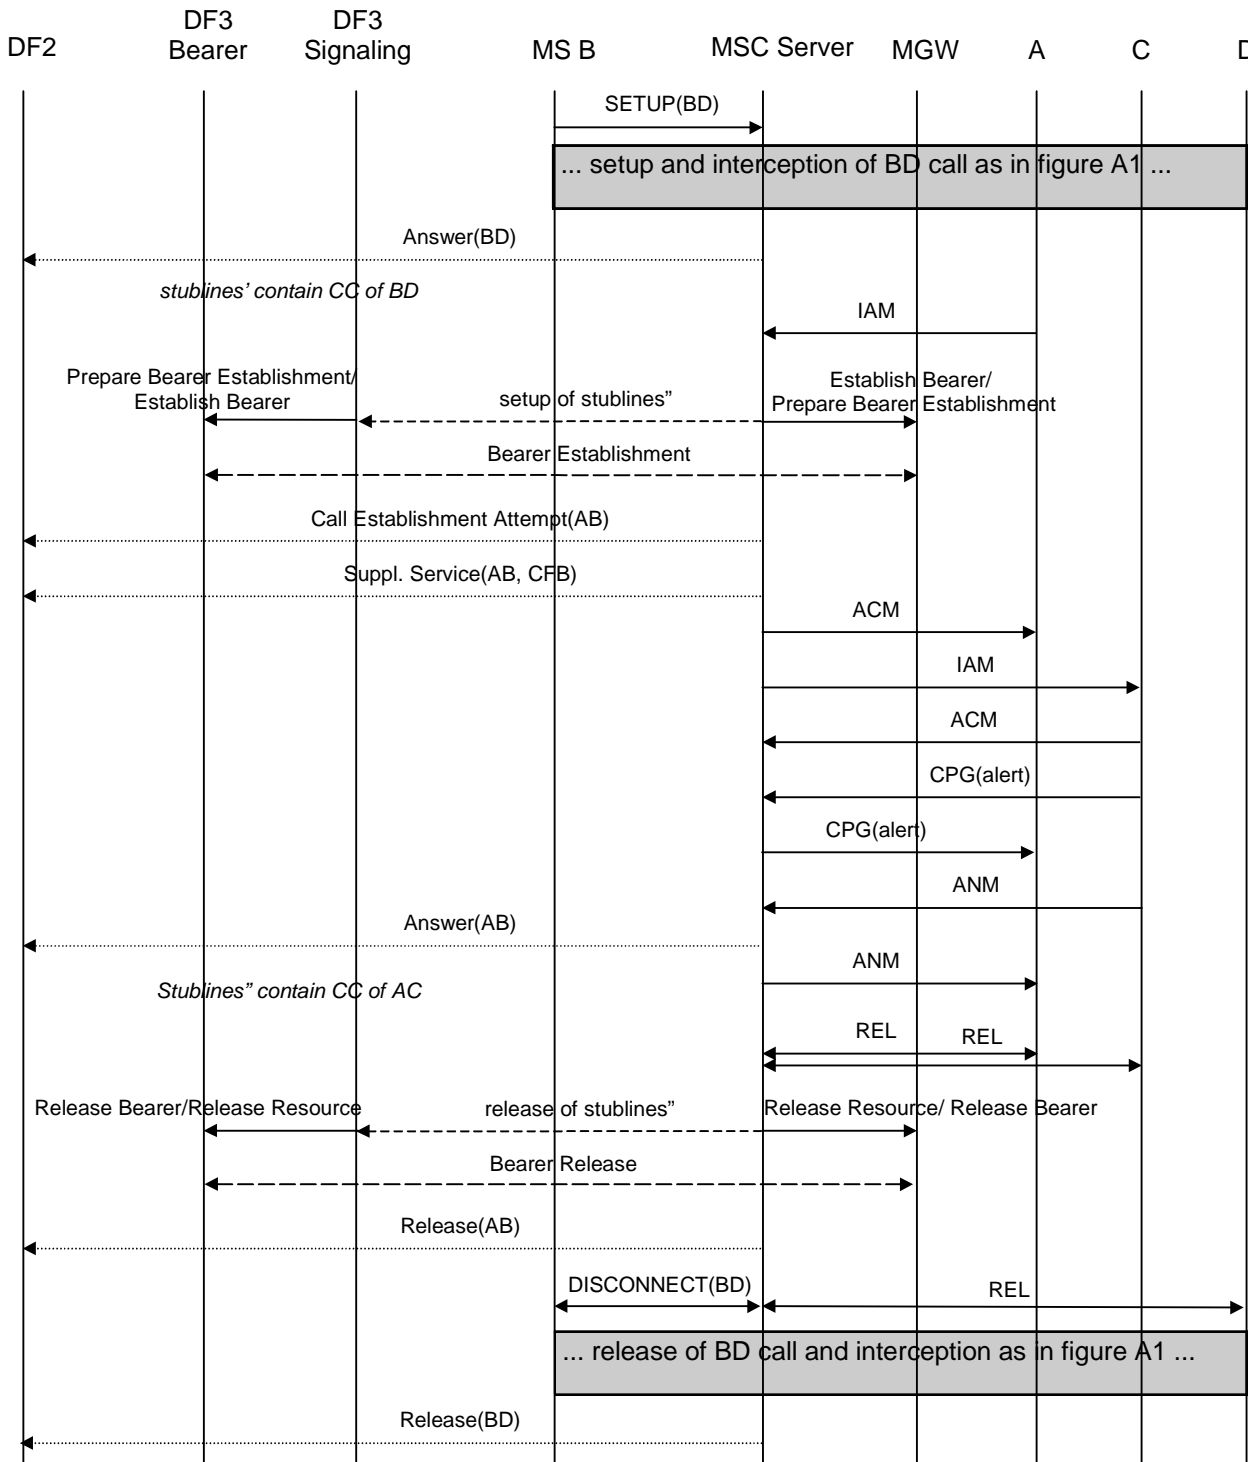 DF2
DF3
Bearer
DF3
Signaling
MS B
MSC Server
MGW
A
C
D
SETUP(BD)
... setup and interception of BD call as in figure A1 ...
Answer(BD)
stublines’ contain CC of BD
IAM
Prepare Bearer Establishment/
Establish Bearer
setup of stublines”
Establish Bearer/
Prepare Bearer Establishment
Bearer Establishment
Call Establishment Attempt(AB)
Suppl. Service(AB, CFB)
ACM
IAM
ACM
CPG(alert)
CPG(alert)
ANM
Answer(AB)
ANM
Stublines” contain CC of AC
REL
REL
Release Bearer/Release Resource
release of stublines”
Release Resource/ Release Bearer
Bearer Release
Release(AB)
DISCONNECT(BD)
REL
... release of BD call and interception as in figure A1 ...
Release(BD)